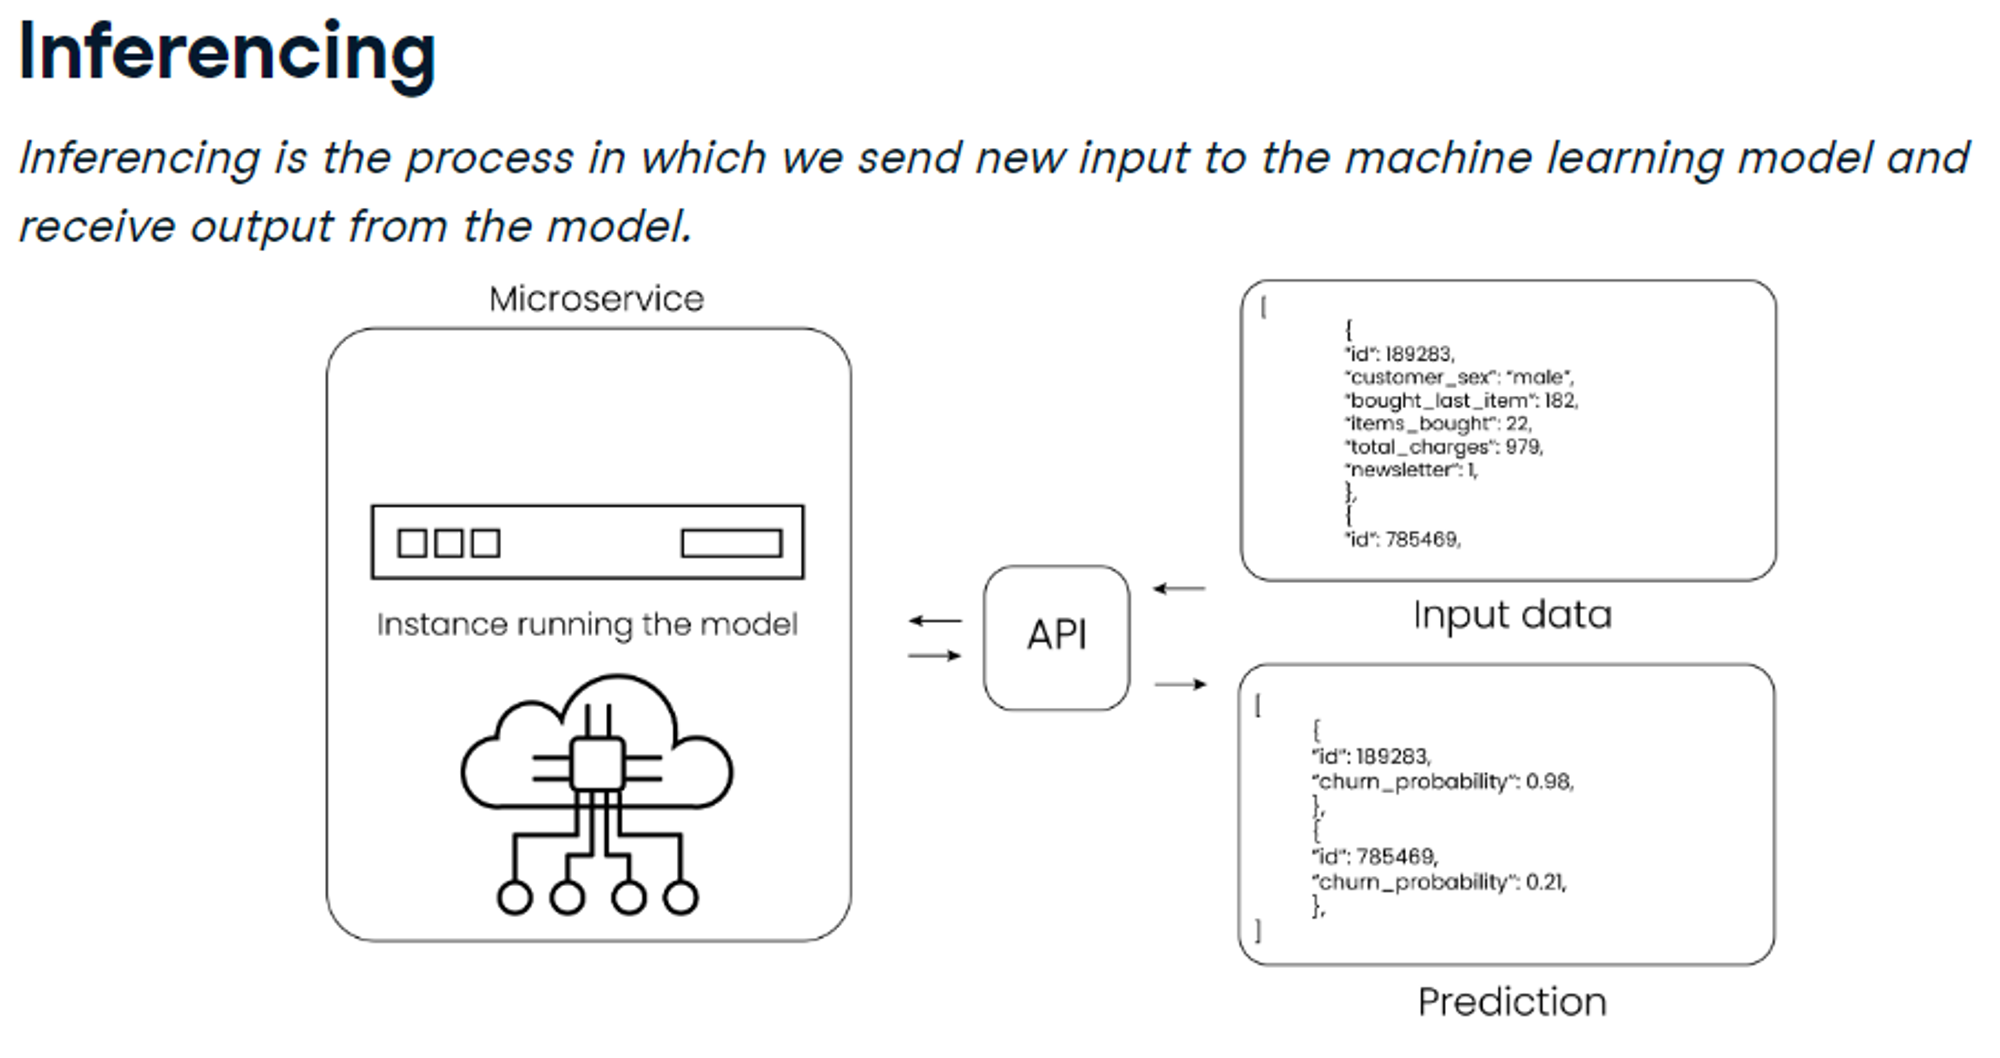 Inferencing
Inferencing is the process in which we send new input to the machine learning model and
receive output from the model.
Microservice
Instance running the model
API
[
{
"id": 189283,
"customer_sex": "male",
"bought_last_item": 182,
"items_bought": 22,
"total_charges": 979,
"newsletter": 1,
},
{
"id": 785469,
Input data
[
{
"id": 189283,
"churn_probability": 0.98,
},
{
"id": 785469,
"churn_probability": 0.21,
},
]
Prediction